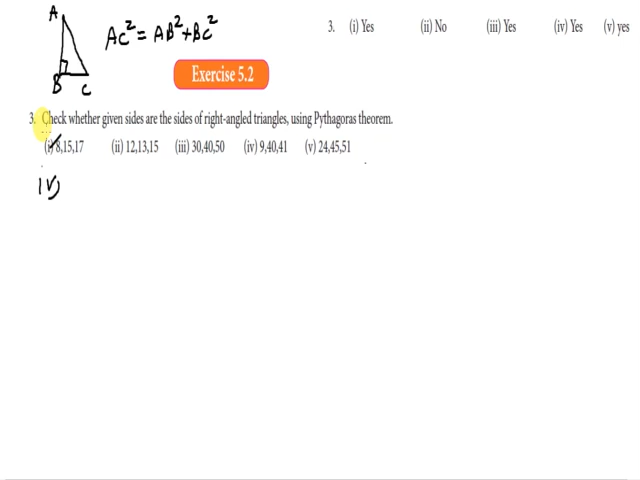 A
AC² = AB² + BC²
B
C
3. (i) Yes (ii) No (iii) Yes (iv) Yes (v) yes
Exercise 5.2
3. Check whether given sides are the sides of right-angled triangles, using Pythagoras theorem.
(i) 8,15,17 (ii) 12,13,15 (iii) 30,40,50 (iv) 9,40,41 (v) 24,45,51
iv)